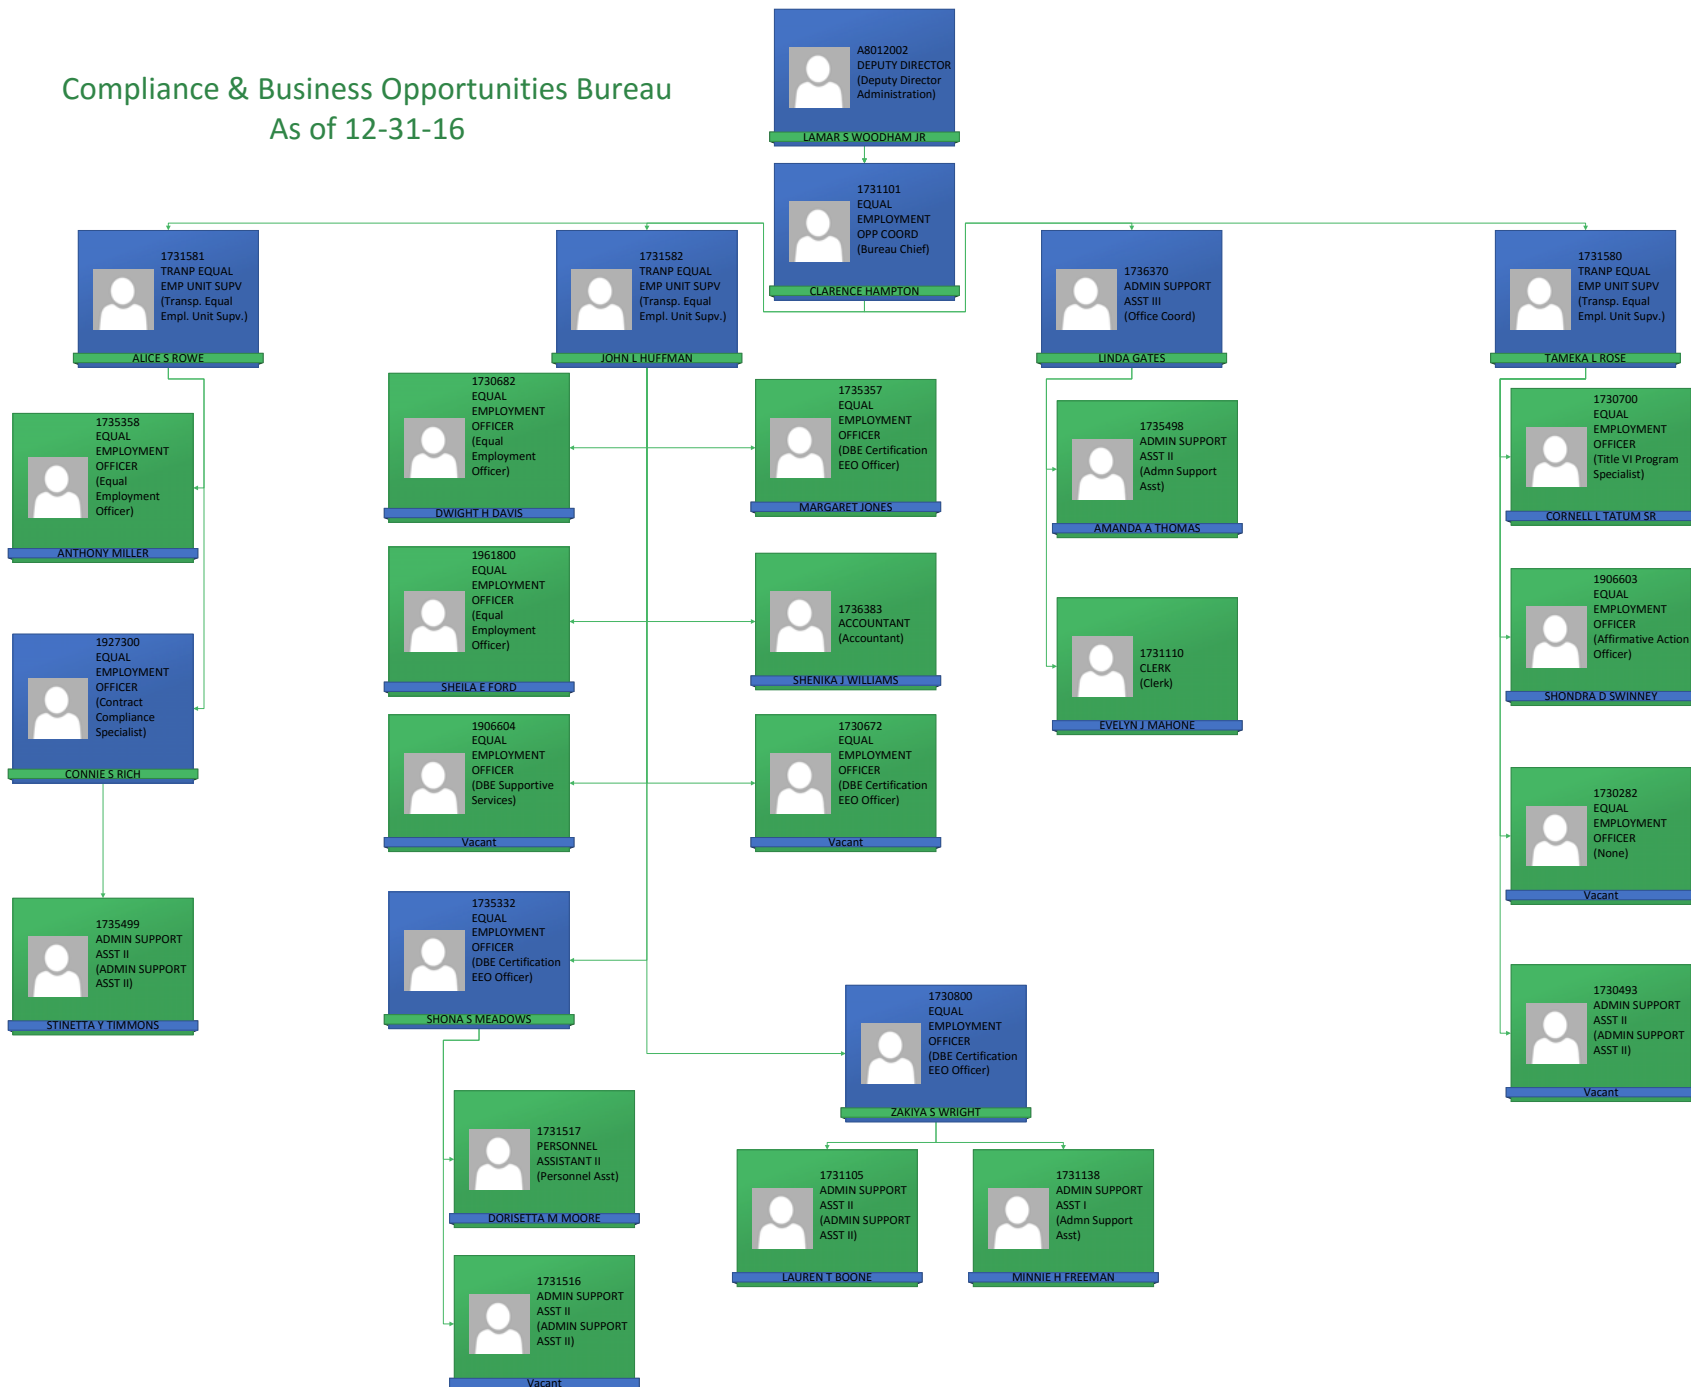 Compliance & Business Opportunities Bureau
As of 12-31-16
A8012002
DEPUTY DIRECTOR
(Deputy Director
Administration)
LAMAR S WOODHAM JR
1731101
EQUAL
EMPLOYMENT
OPP COORD
(Bureau Chief)
CLARENCE HAMPTON
1731581
TRANP EQUAL
EMP UNIT SUPV
(Transp. Equal
Empl. Unit Supv.)
ALICE S ROWE
1731582
TRANP EQUAL
EMP UNIT SUPV
(Transp. Equal
Empl. Unit Supv.)
JOHN L HUFFMAN
1736370
ADMIN SUPPORT
ASST III
(Office Coord)
LINDA GATES
1731580
TRANP EQUAL
EMP UNIT SUPV
(Transp. Equal
Empl. Unit Supv.)
TAMEKA L ROSE
1735358
EQUAL
EMPLOYMENT
OFFICER
(Equal
Employment
Officer)
ANTHONY MILLER
1730682
EQUAL
EMPLOYMENT
OFFICER
(Equal
Employment
Officer)
DWIGHT H DAVIS
1735357
EQUAL
EMPLOYMENT
OFFICER
(DBE Certification
EEO Officer)
MARGARET JONES
1735498
ADMIN SUPPORT
ASST II
(Admn Support
Asst)
AMANDA A THOMAS
1730700
EQUAL
EMPLOYMENT
OFFICER
(Title VI Program
Specialist)
CORNELL L TATUM SR
1927300
EQUAL
EMPLOYMENT
OFFICER
(Contract
Compliance
Specialist)
CONNIE S RICH
1961800
EQUAL
EMPLOYMENT
OFFICER
(Equal
Employment
Officer)
SHEILA E FORD
1736383
ACCOUNTANT
(Accountant)
SHENIKA J WILLIAMS
1731110
CLERK
(Clerk)
EVELYN J MAHONE
1906603
EQUAL
EMPLOYMENT
OFFICER
(Affirmative Action
Officer)
SHONDRA D SWINNEY
1906604
EQUAL
EMPLOYMENT
OFFICER
(DBE Supportive
Services)
Vacant
1730672
EQUAL
EMPLOYMENT
OFFICER
(DBE Certification
EEO Officer)
Vacant
1730282
EQUAL
EMPLOYMENT
OFFICER
(None)
Vacant
1735499
ADMIN SUPPORT
ASST II
(ADMIN SUPPORT
ASST II)
STINETTA Y TIMMONS
1735332
EQUAL
EMPLOYMENT
OFFICER
(DBE Certification
EEO Officer)
SHONA S MEADOWS
1730800
EQUAL
EMPLOYMENT
OFFICER
(DBE Certification
EEO Officer)
ZAKIYA S WRIGHT
1730493
ADMIN SUPPORT
ASST II
(ADMIN SUPPORT
ASST II)
Vacant
1731517
PERSONNEL
ASSISTANT II
(Personnel Asst)
DORISETTA M MOORE
1731105
ADMIN SUPPORT
ASST II
(ADMIN SUPPORT
ASST II)
LAUREN T BOONE
1731138
ADMIN SUPPORT
ASST I
(Admn Support
Asst)
MINNIE H FREEMAN
1731516
ADMIN SUPPORT
ASST II
(ADMIN SUPPORT
ASST II)
Vacant